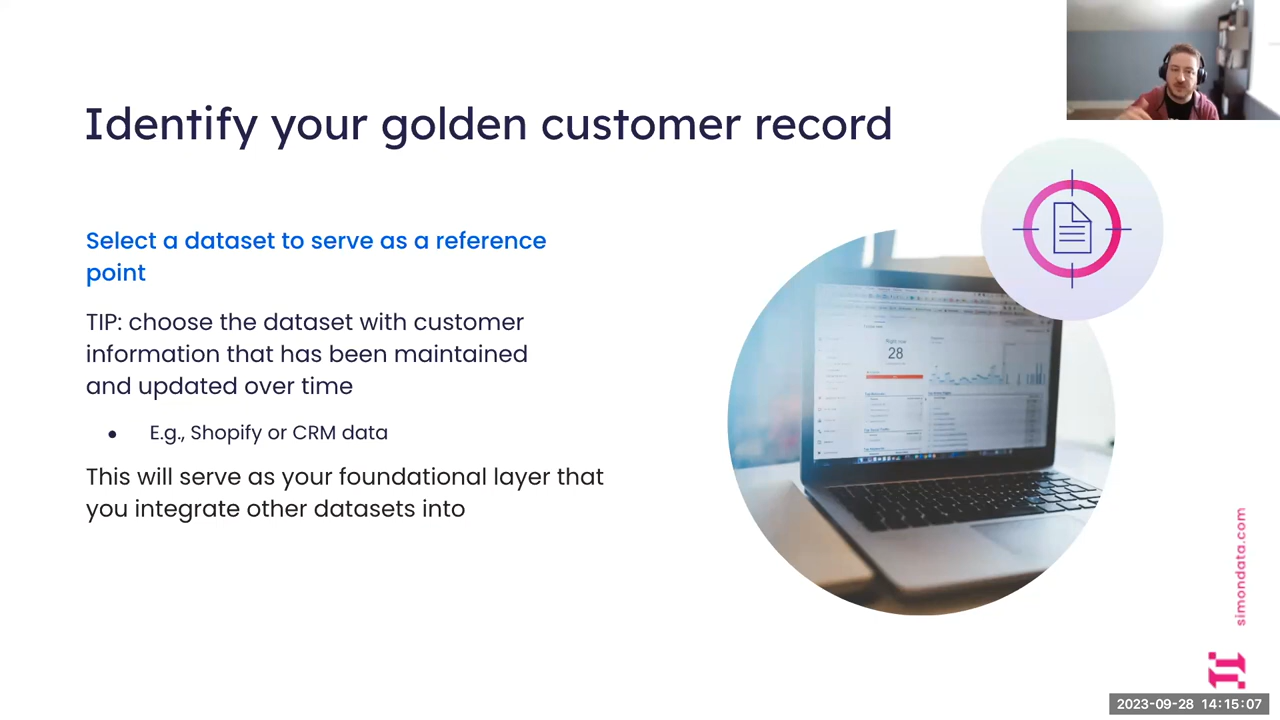 Identify your golden customer record
Select a dataset to serve as a reference
point
TIP: choose the dataset with customer
information that has been maintained
and updated over time
• E.g., Shopify or CRM data
This will serve as your foundational layer that
you integrate other datasets into
Right now
28
simondata.com
2023-09-28 14:15:07